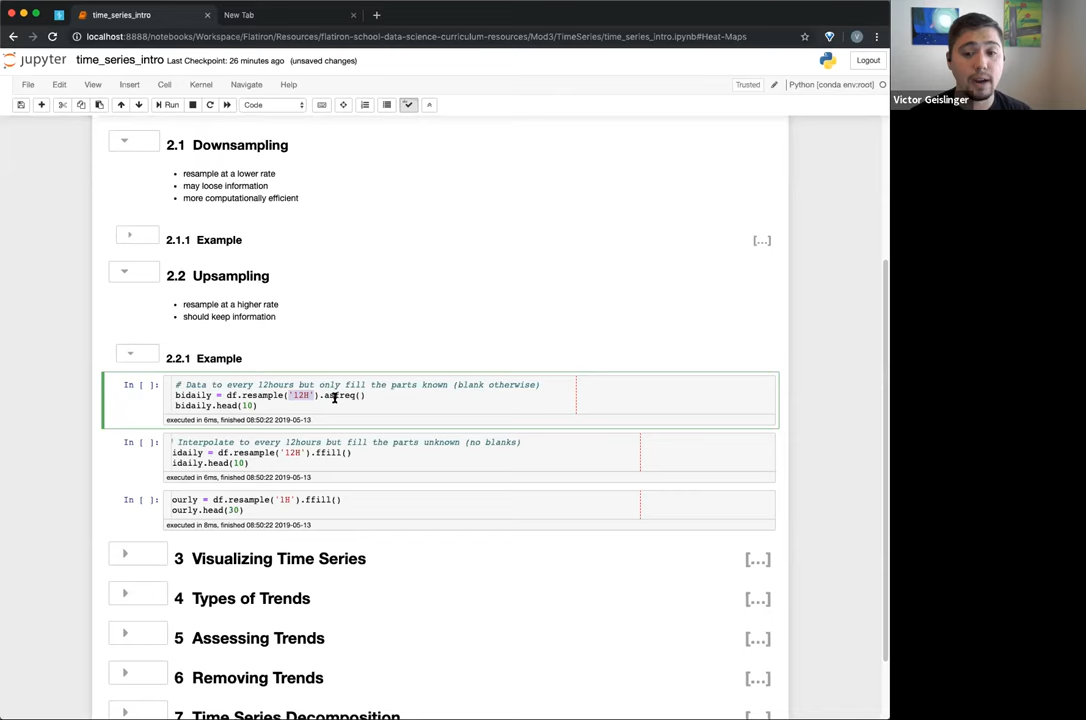 time_series_intro
New Tab
localhost:8888/notebooks/Workspace/Flatiron/Resources/flatiron-school-data-science-curriculum-resources/Mod3/TimeSeries/time_series_intro.ipynb#Heat-Maps
jupyter time_series_intro Last Checkpoint: 26 minutes ago (unsaved changes)
Logout
File Edit View Insert Cell Kernel Navigate Help
Trusted Python [conda env:root]
Run Code
Victor Geislinger
2.1 Downsampling
• resample at a lower rate
• may loose information
• more computationally efficient
2.1.1 Example
[...]
2.2 Upsampling
• resample at a higher rate
• should keep information
2.2.1 Example
In [ ]: # Data to every 12hours but only fill the parts known (blank otherwise)
bidaily = df.resample('12H').asfreq()
bidaily.head(10)
executed in 6ms, finished 08:50:22 2019-05-13
In [ ]: Interpolate to every 12hours but fill the parts unknown (no blanks)
idaily = df.resample('12H').ffill()
idaily.head(10)
executed in 6ms, finished 08:50:22 2019-05-13
In [ ]: ourly = df.resample('1H').ffill()
ourly.head(30)
executed in 8ms, finished 08:50:22 2019-05-13
3 Visualizing Time Series [...]
4 Types of Trends [...]
5 Assessing Trends [...]
6 Removing Trends [...]
7 Time Series Decomposition [...]